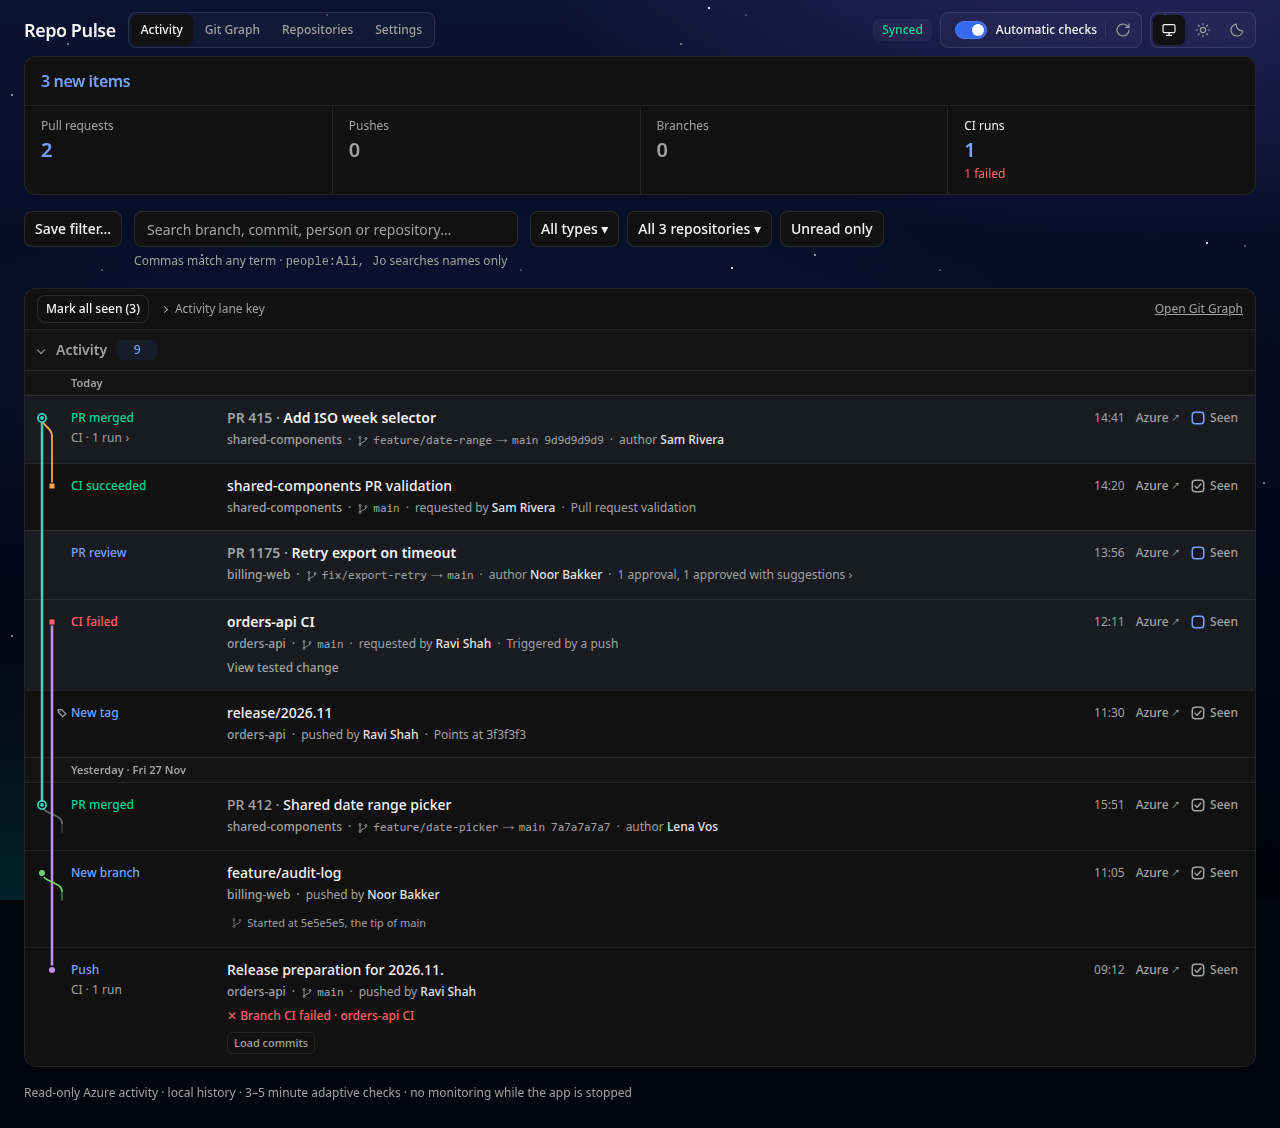 Repo Pulse
Activity Git Graph Repositories Settings
Synced Automatic checks
3 new items
Pull requests Pushes Branches CI runs
2 0 0 1
1 failed
Save filter... Search branch, commit, person or repository... All types ▾ All 3 repositories ▾ Unread only
Commas match any term · people:Ali, Jo searches names only
Mark all seen (3) › Activity lane key Open Git Graph
Activity 9
Today
PR merged PR 415 · Add ISO week selector 14:41 Azure ↗ Seen
CI · 1 run › shared-components · feature/date-range → main 9d9d9d9d9 · author Sam Rivera
CI succeeded shared-components PR validation 14:20 Azure ↗ Seen
shared-components · main · requested by Sam Rivera · Pull request validation
PR review PR 1175 · Retry export on timeout 13:56 Azure ↗ Seen
billing-web · fix/export-retry → main · author Noor Bakker · 1 approval, 1 approved with suggestions ›
CI failed orders-api CI 12:11 Azure ↗ Seen
orders-api · main · requested by Ravi Shah · Triggered by a push
View tested change
New tag release/2026.11 11:30 Azure ↗ Seen
orders-api · pushed by Ravi Shah · Points at 3f3f3f3
Yesterday · Fri 27 Nov
PR merged PR 412 · Shared date range picker 15:51 Azure ↗ Seen
shared-components · feature/date-picker → main 7a7a7a7a7 · author Lena Vos
New branch feature/audit-log 11:05 Azure ↗ Seen
billing-web · pushed by Noor Bakker
Started at 5e5e5e5, the tip of main
Push Release preparation for 2026.11. 09:12 Azure ↗ Seen
CI · 1 run orders-api · main · pushed by Ravi Shah
✕ Branch CI failed · orders-api CI
Load commits
Read-only Azure activity · local history · 3–5 minute adaptive checks · no monitoring while the app is stopped